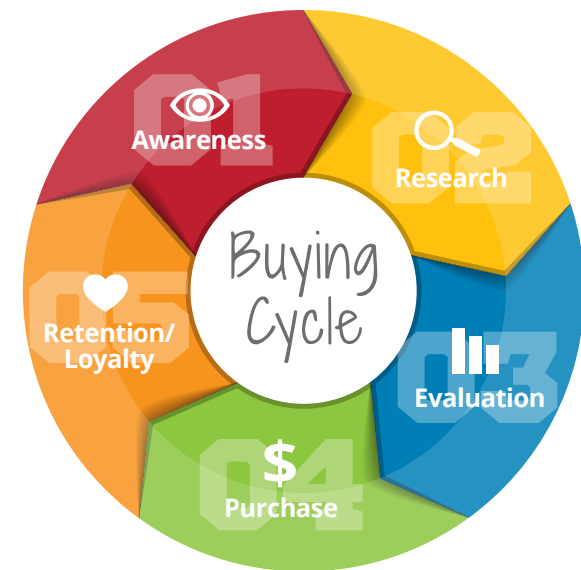 Buying
Cycle
01
Awareness
02
Research
03
Evaluation
04
$
Purchase
05
Retention/
Loyalty